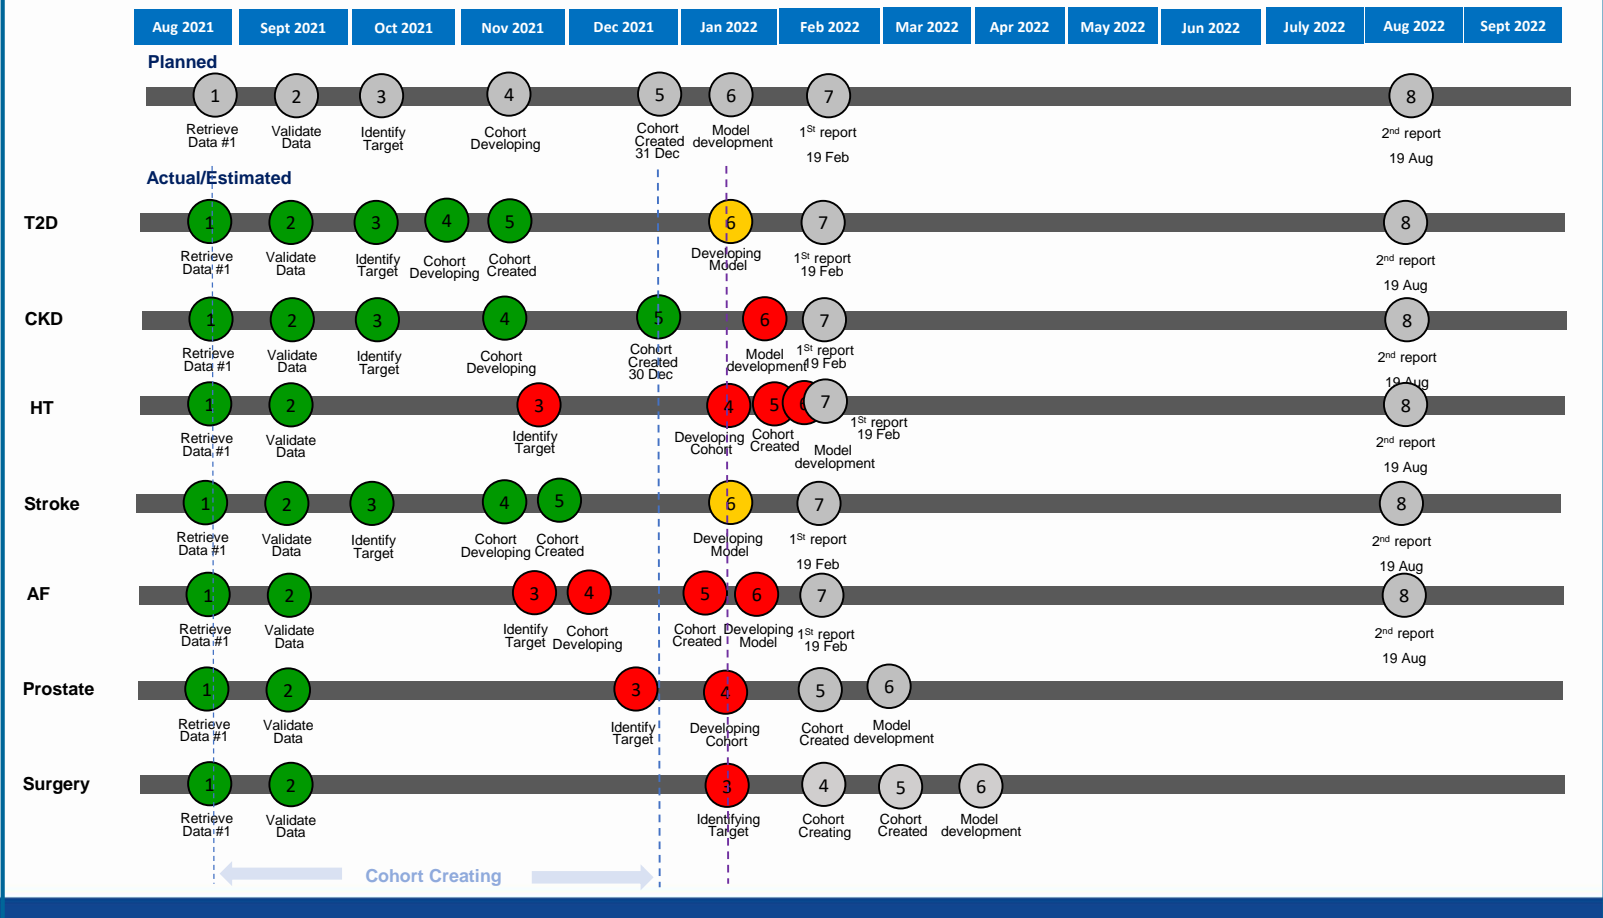 Aug 2021 Sept 2021 Oct 2021 Nov 2021 Dec 2021 Jan 2022 Feb 2022 Mar 2022 Apr 2022 May 2022 Jun 2022 July 2022 Aug 2022 Sept 2022
Planned
1 2 3 4 5 6 7 8
Retrieve Validate Identify Cohort Cohort Model 1St report 2nd report
Data #1 Data Target Developing Created development
31 Dec 19 Feb 19 Aug
Actual/Estimated
T2D 1 2 3 4 5 6 7 8
Retrieve Validate Identify Cohort Cohort Developing 1St report 2nd report
Data #1 Data Target Developing Created Model 19 Feb
19 Aug
CKD 1 2 3 4 5 6 7 8
Retrieve Validate Identify Cohort Cohort Model 1St report 2nd report
Data #1 Data Target Developing Created development 19 Feb
30 Dec 19 Aug
HT 1 2 3 4 5 6 7 8
Retrieve Validate Identify Developing Cohort 1St report 2nd report
Data #1 Data Target Cohort Created 19 Feb
Model 19 Aug
development
Stroke 1 2 3 4 5 6 7 8
Retrieve Validate Identify Cohort Cohort Developing 1St report 2nd report
Data #1 Data Target Developing Created Model
19 Feb 19 Aug
AF 1 2 3 4 5 6 7 8
Retrieve Validate Identify Cohort Cohort Developing 1St report 2nd report
Data #1 Data Target Developing Created Model 19 Feb
19 Aug
Prostate 1 2 3 4 5 6
Retrieve Validate Identify Developing Cohort Model
Data #1 Data Target Cohort Created development
Surgery 1 2 3 4 5 6
Retrieve Validate Identifying Cohort Cohort Model
Data #1 Data Target Creating Created development
Cohort Creating